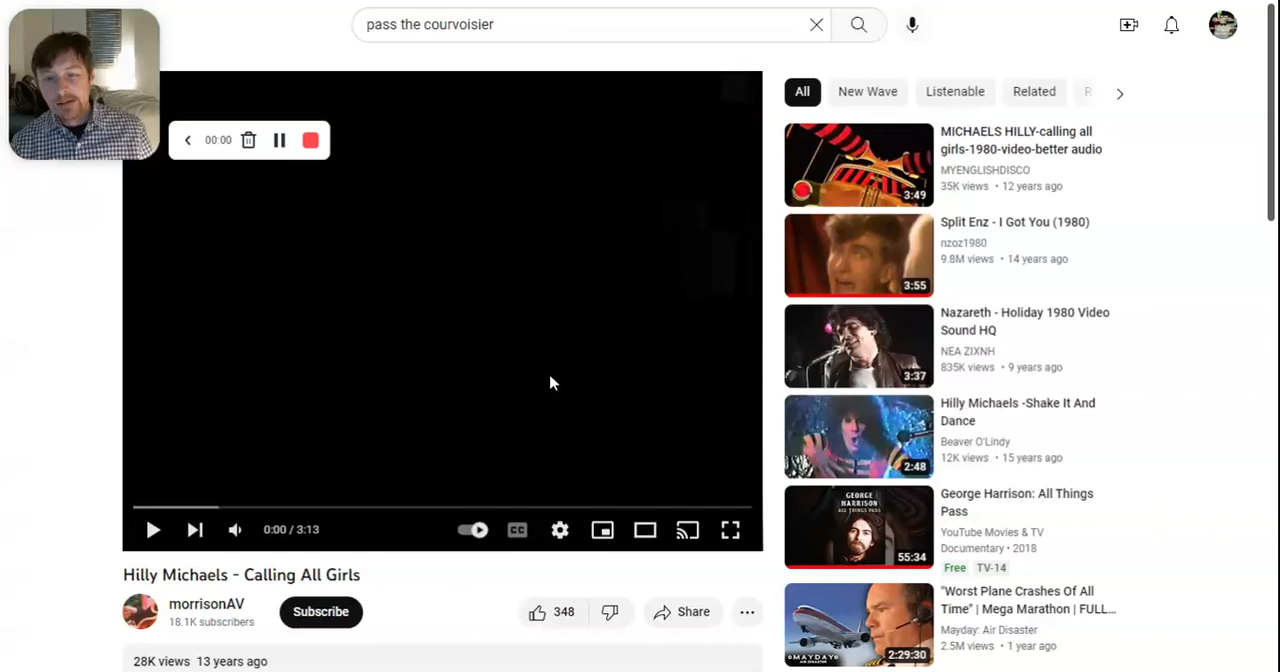 pass the courvoisier
00:00
All
New Wave
Listenable
Related
R
MICHAELS HILLY-calling all
girls-1980-video-better audio
MYENGLISHDISCO
35K views • 12 years ago
3:49
Split Enz - I Got You (1980)
nzoz1980
9.8M views • 14 years ago
3:55
Nazareth - Holiday 1980 Video
Sound HQ
NEA ZIXNH
835K views • 9 years ago
3:37
Hilly Michaels -Shake It And
Dance
Beaver O'Lindy
12K views • 15 years ago
2:48
George Harrison: All Things
Pass
YouTube Movies & TV
Documentary • 2018
Free TV-14
GEORGE
HARRISON
ALL THINGS PASS
55:34
"Worst Plane Crashes Of All
Time" | Mega Marathon | FULL...
Mayday: Air Disaster
2.5M views • 1 year ago
MAYDAY
AIR DISASTER
2:29:30
0:00 / 3:13
CC
Hilly Michaels - Calling All Girls
morrisonAV
18.1K subscribers
Subscribe
348
Share
28K views 13 years ago